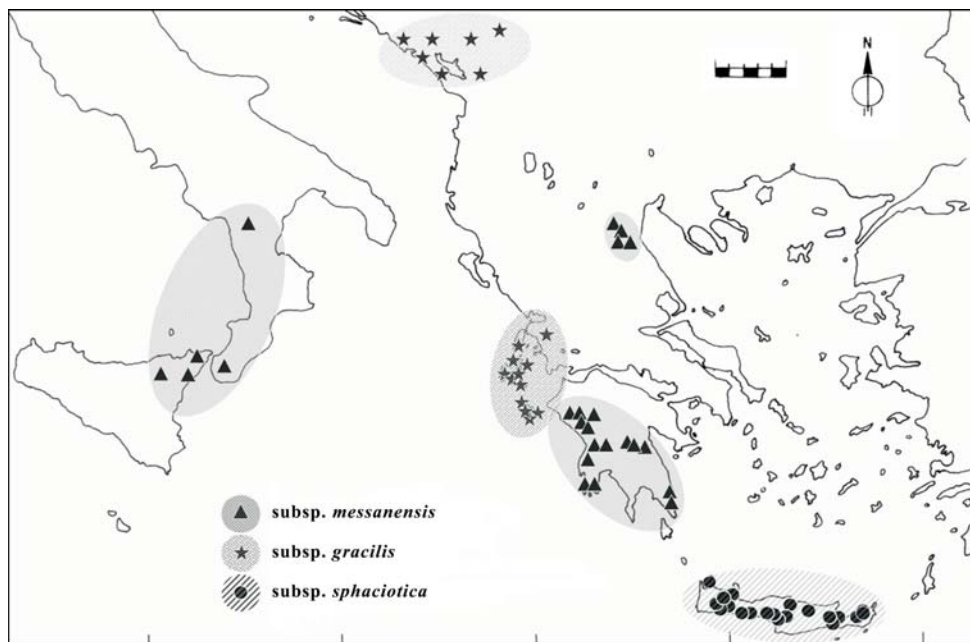 N
subsp. messanensis
subsp. gracilis
subsp. sphaciotica